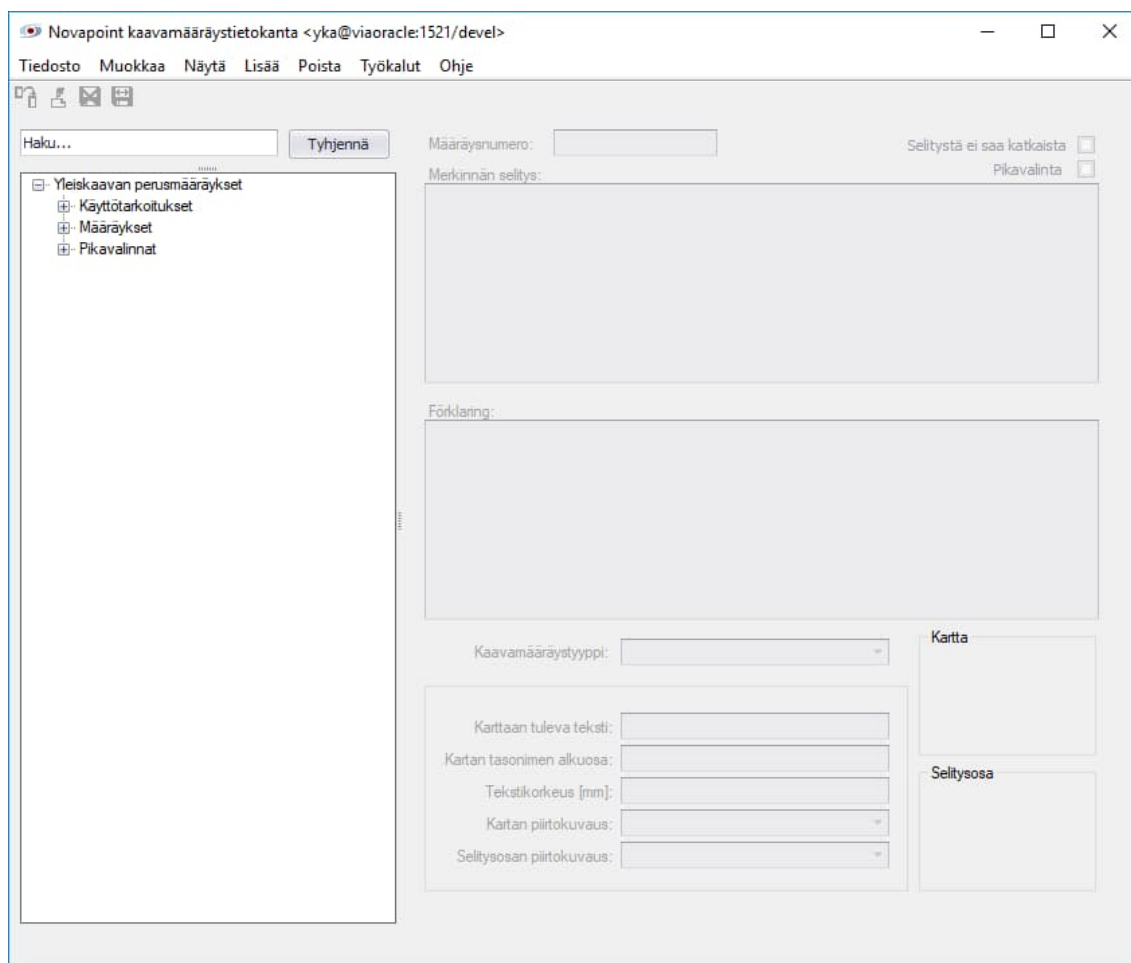 Novapoint kaavamääräystietokanta <yka@viaoracle:1521/devel>
Tiedosto Muokkaa Näytä Lisää Poista Työkalut Ohje
Haku...
Tyhjennä
Yleiskaavan perusmääräykset
Käyttötarkoitukset
Määräykset
Pikavalinnat
Määräysnumero:
Selitystä ei saa katkaista
Pikavalinta
Merkinnän selitys:
Förklaring:
Kaavamääräystyyppi:
Karttaan tuleva teksti:
Kartan tasonimen alkuosa:
Tekstikorkeus [mm]:
Kartan piirtokuvaus:
Selitysosan piirtokuvaus:
Kartta
Selitysosa